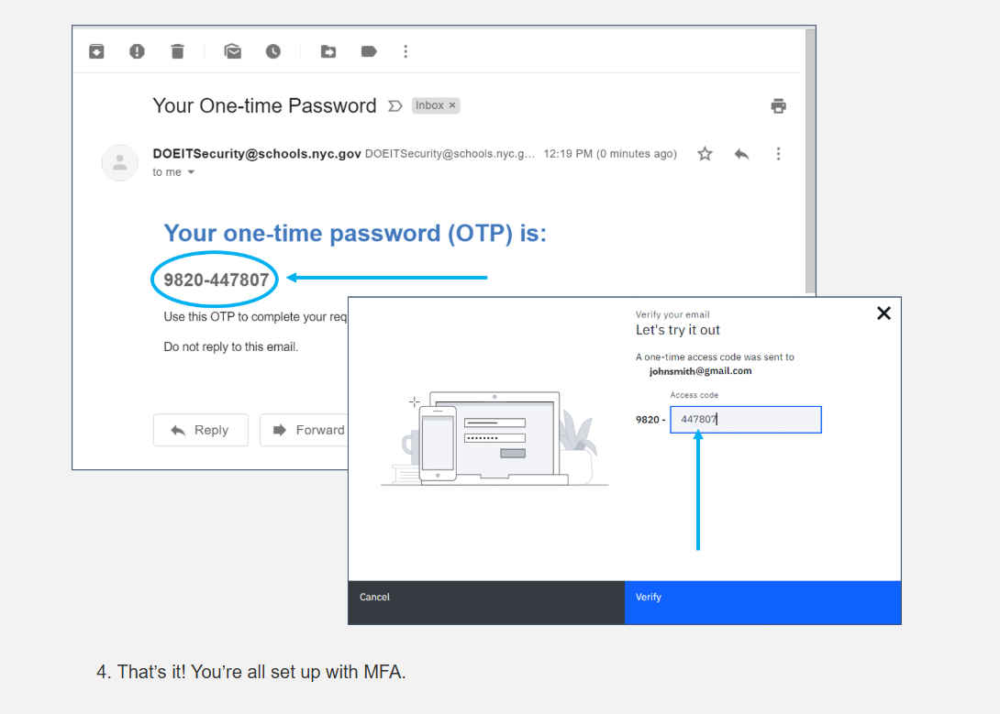 Your One-time Password
Inbox ×
DOEITSecurity@schools.nyc.gov DOEITSecurity@schools.nyc.g... 12:19 PM (0 minutes ago)
to me
Your one-time password (OTP) is:
9820-447807
Use this OTP to complete your req
Do not reply to this email.
Reply
Forward
Verify your email
Let's try it out
A one-time access code was sent to
johnsmith@gmail.com
Access code
9820 - 447807
Cancel
Verify
4. That’s it! You’re all set up with MFA.